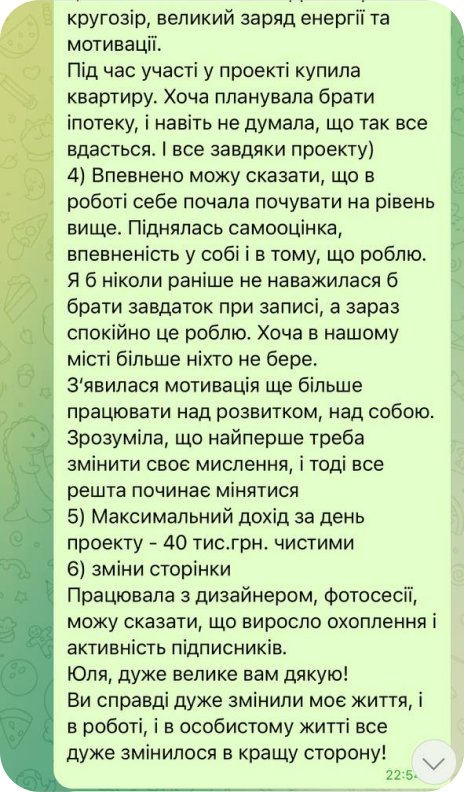 кругозір, великий заряд енергії та
мотивації.
Під час участі у проекті купила
квартиру. Хоча планувала брати
іпотеку, і навіть не думала, що так все
вдасться. І все завдяки проекту)
4) Впевнено можу сказати, що в
роботі себе почала почувати на рівень
вище. Піднялась самооцінка,
впевненість у собі і в тому, що роблю.
Я б ніколи раніше не наважилася б
брати завдаток при записі, а зараз
спокійно це роблю. Хоча в нашому
місті більше ніхто не бере.
З‘явилася мотивація ще більше
працювати над розвитком, над собою.
Зрозуміла, що найперше треба
змінити своє мислення, і тоді все
решта починає мінятися
5) Максимальний дохід за день
проекту - 40 тис.грн. чистими
6) зміни сторінки
Працювала з дизайнером, фотосесії,
можу сказати, що виросло охоплення і
активність підписників.
Юля, дуже велике вам дякую!
Ви справді дуже змінили моє життя, і
в роботі, і в особистому житті все
дуже змінилося в кращу сторону!